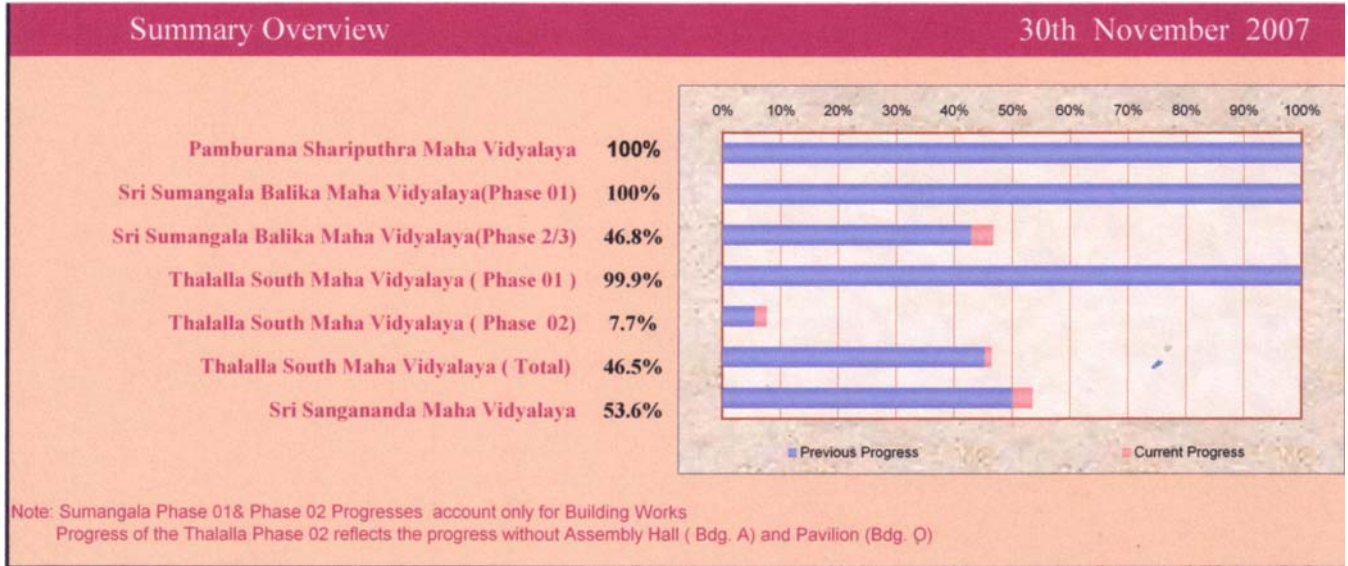 Summary Overview 30th November 2007
0% 10% 20% 30% 40% 50% 60% 70% 80% 90% 100%
Pamburana Shariputhra Maha Vidyalaya 100%
Sri Sumangala Balika Maha Vidyalaya(Phase 01) 100%
Sri Sumangala Balika Maha Vidyalaya(Phase 2/3) 46.8%
Thalalla South Maha Vidyalaya ( Phase 01 ) 99.9%
Thalalla South Maha Vidyalaya ( Phase 02) 7.7%
Thalalla South Maha Vidyalaya ( Total) 46.5%
Sri Sangananda Maha Vidyalaya 53.6%
Previous Progress Current Progress
Note: Sumangala Phase 01& Phase 02 Progresses account only for Building Works
Progress of the Thalalla Phase 02 reflects the progress without Assembly Hall ( Bdg. A) and Pavilion (Bdg. O)